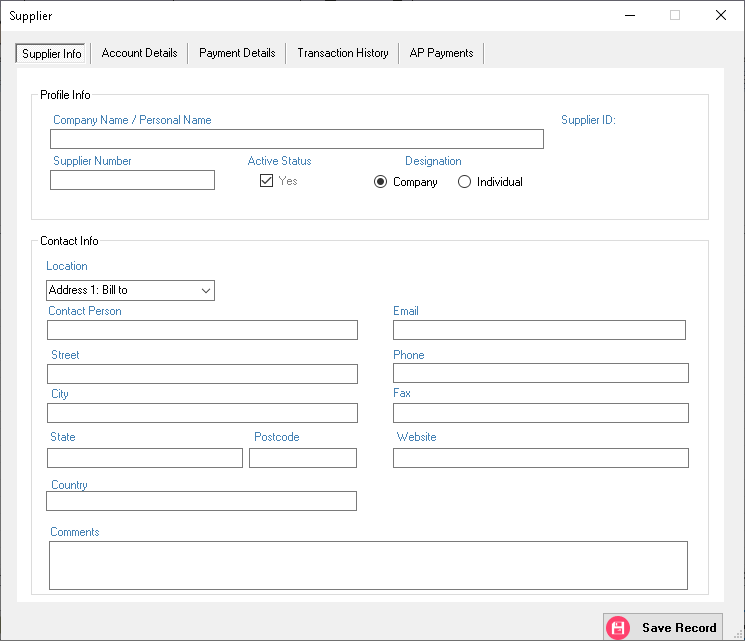 Supplier
Supplier Info
Account Details
Payment Details
Transaction History
AP Payments
Profile Info
Company Name / Personal Name
Supplier ID:
Supplier Number
Active Status
Designation
Yes
Company
Individual
Contact Info
Location
Address 1: Bill to
Contact Person
Email
Street
Phone
City
Fax
State
Postcode
Website
Country
Comments
Save Record